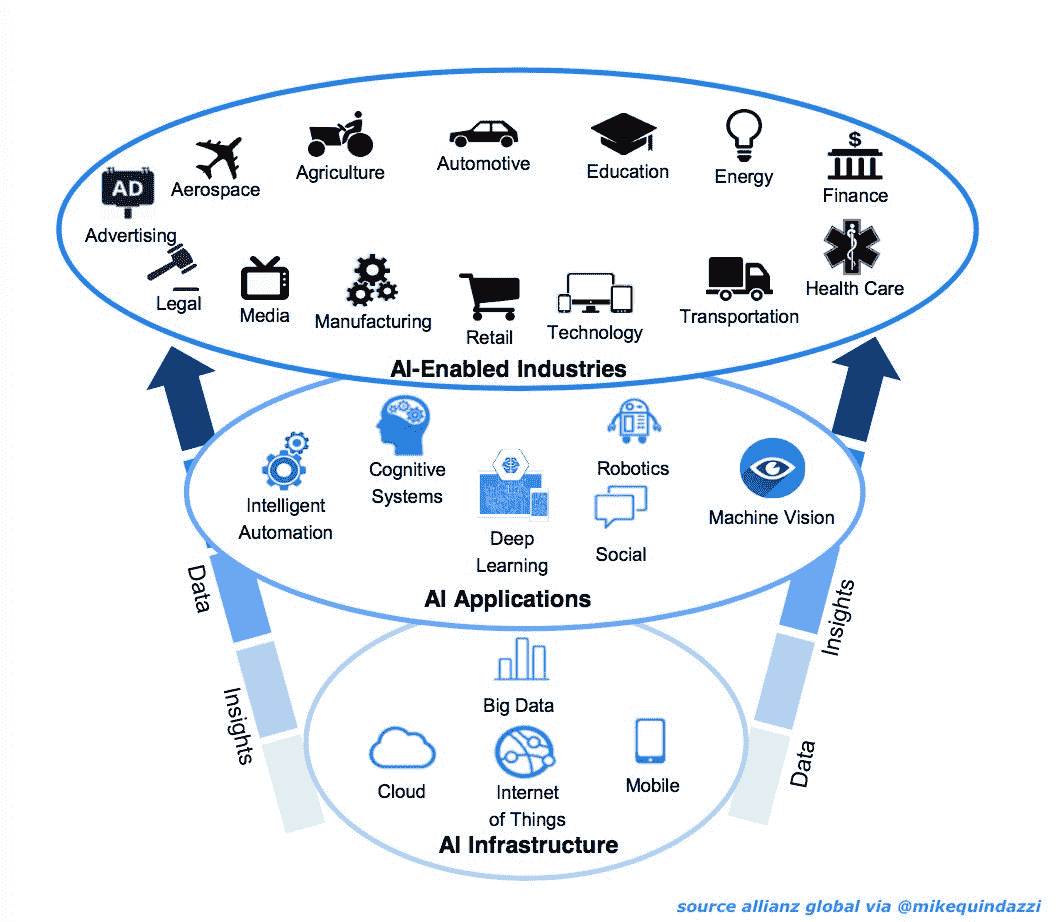 AD
Advertising
Aerospace
Agriculture
Automotive
Education
Energy
$
Finance
Legal
Media
Manufacturing
Retail
Technology
Transportation
Health Care
AI-Enabled Industries
Intelligent
Automation
Cognitive
Systems
Deep
Learning
Robotics
Social
Machine Vision
AI Applications
Data
Insights
Insights
Data
Big Data
Cloud
Internet
of Things
Mobile
AI Infrastructure
source allianz global via @mikequindazzi